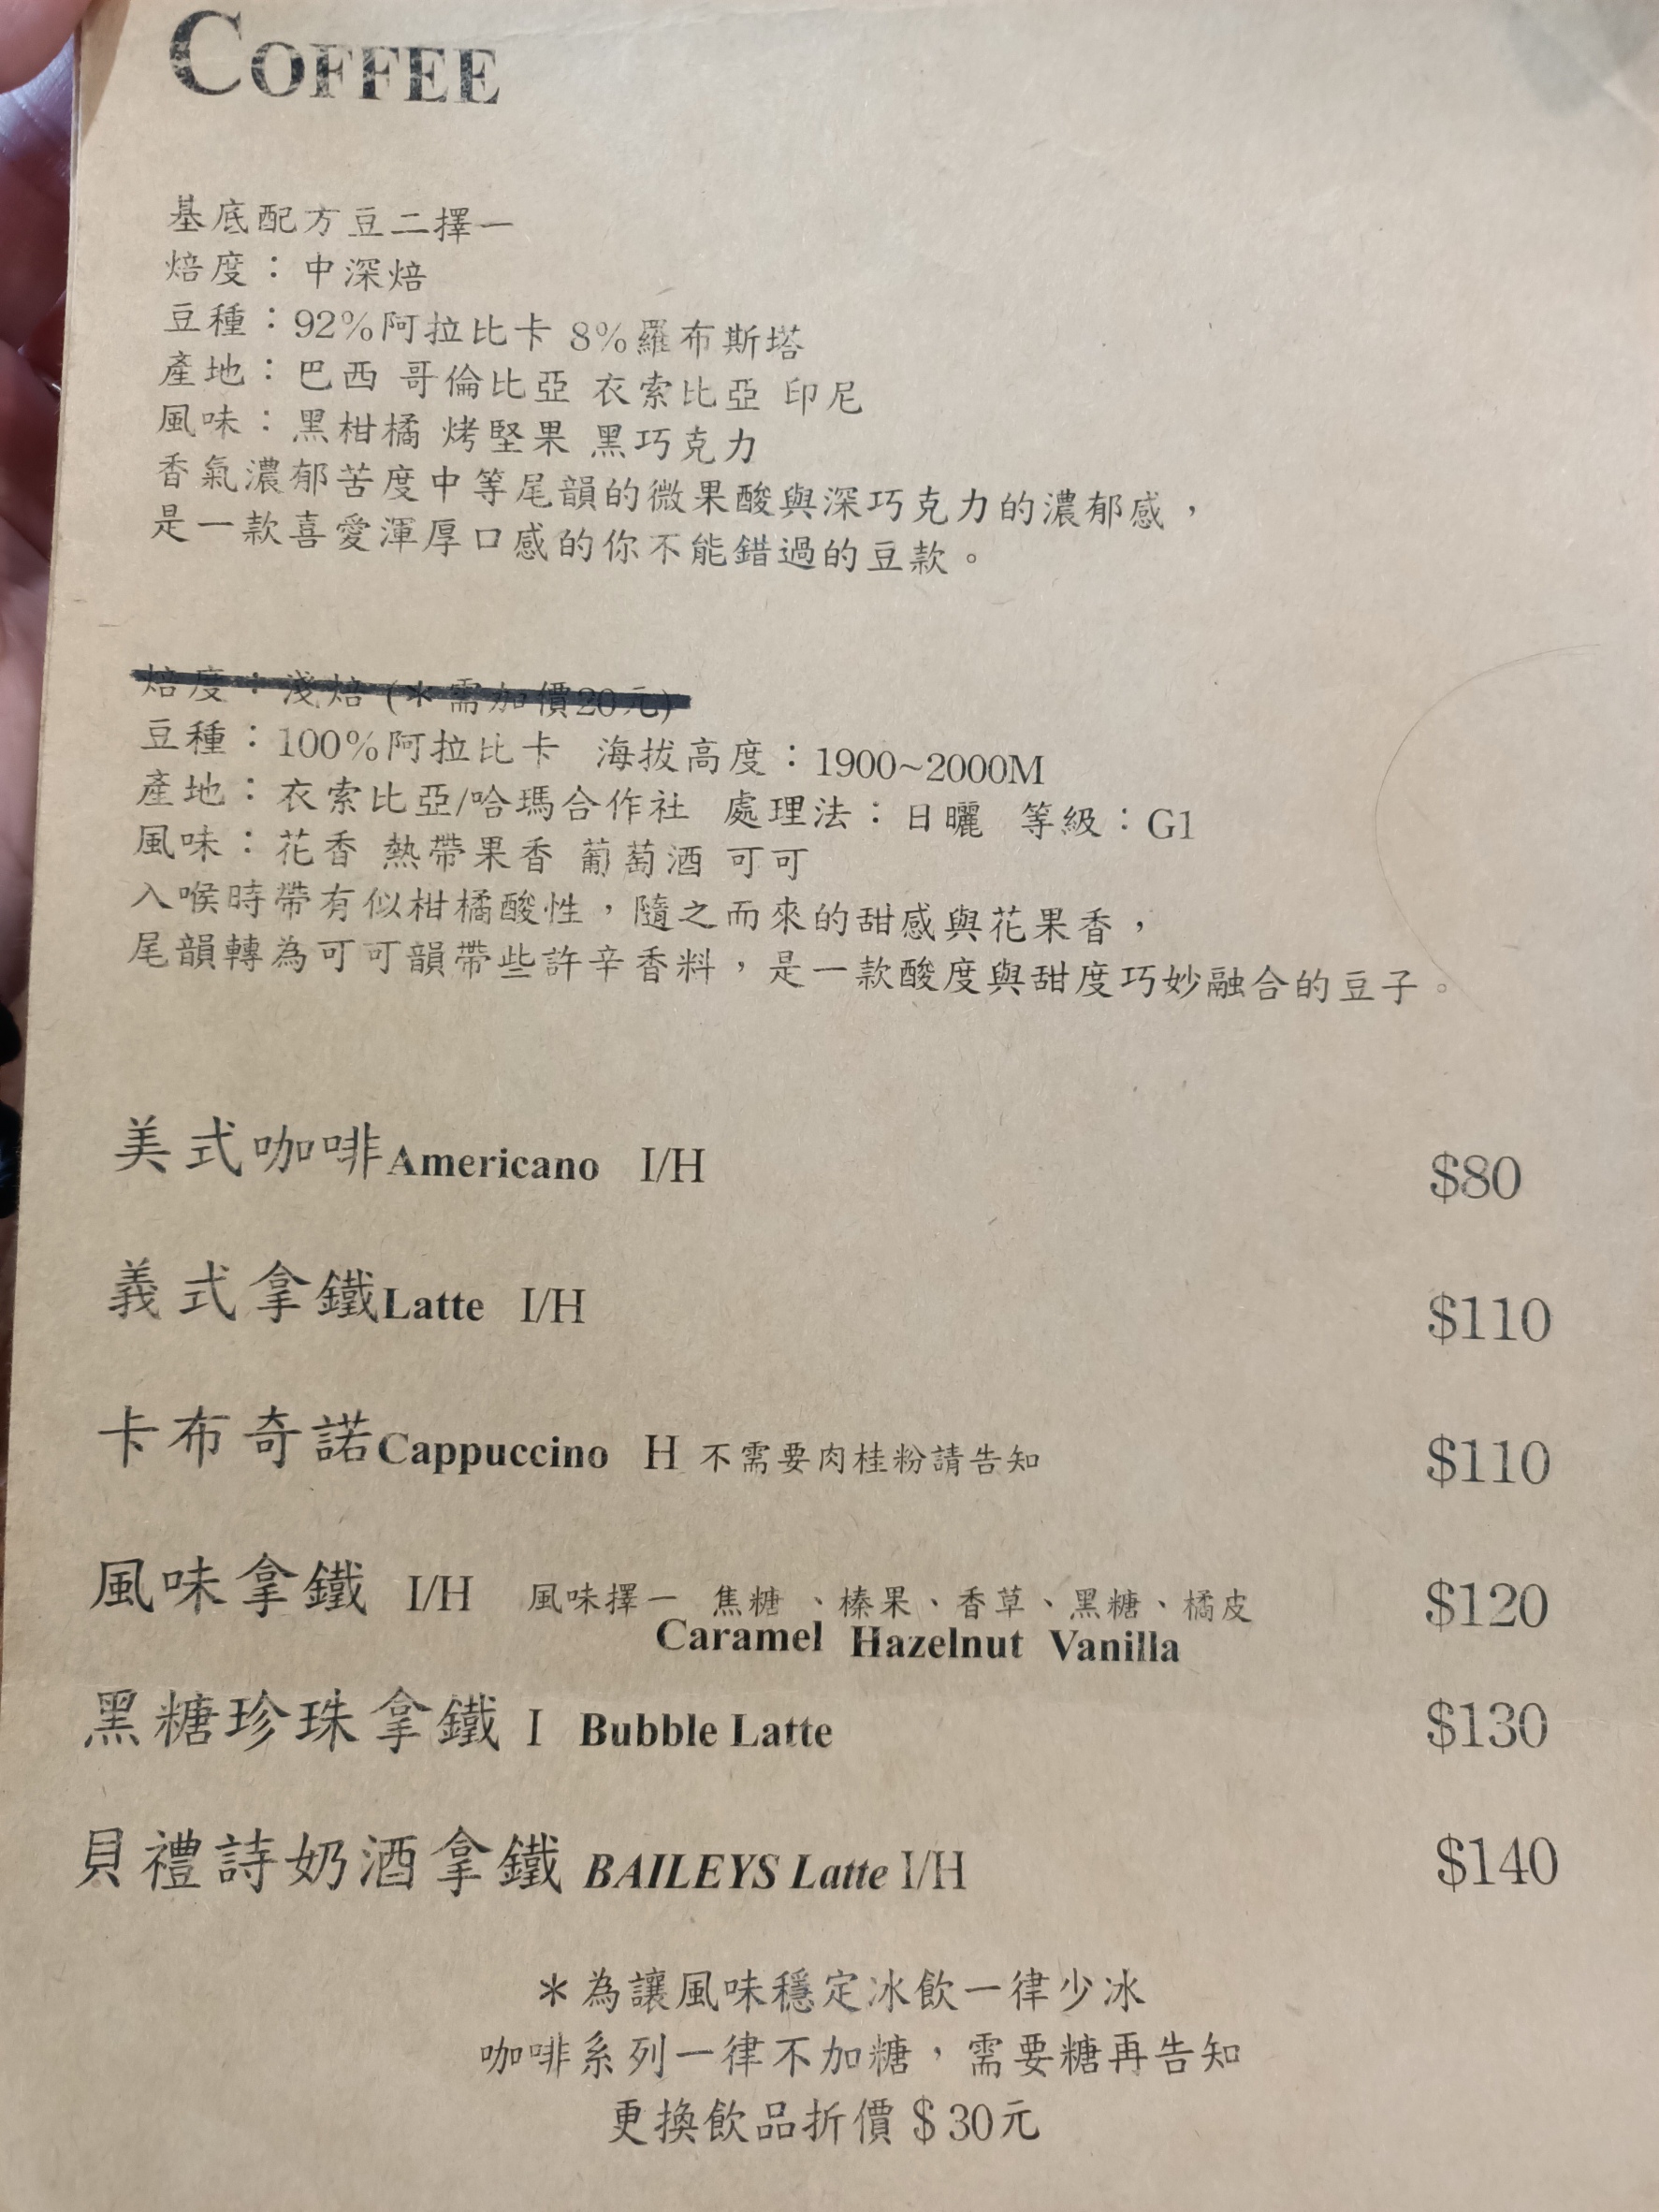 COFFEE
基底配方豆二擇一
焙度：中深焙
豆種：92%阿拉比卡 8%羅布斯塔
產地：巴西 哥倫比亞 衣索比亞 印尼
風味：黑柑橘 烤堅果 黑巧克力
香氣濃郁苦度中等尾韻的微果酸與深巧克力的濃郁感，
是一款喜愛渾厚口感的你不能錯過的豆款。
焙度：淺焙 (＊需加價20元)
豆種：100%阿拉比卡 海拔高度：1900~2000M
產地：衣索比亞/哈瑪合作社 處理法：日曬 等級：G1
風味：花香 熱帶果香 葡萄酒 可可
入喉時帶有似柑橘酸性，隨之而來的甜感與花果香，
尾韻轉為可可韻帶些許辛香料，是一款酸度與甜度巧妙融合的豆子。
美式咖啡Americano I/H $80
義式拿鐵Latte I/H $110
卡布奇諾Cappuccino H 不需要肉桂粉請告知 $110
風味拿鐵 I/H 風味擇一 焦糖、榛果、香草、黑糖、橘皮 $120
Caramel Hazelnut Vanilla
黑糖珍珠拿鐵 I Bubble Latte $130
貝禮詩奶酒拿鐵 BAILEYS Latte I/H $140
＊為讓風味穩定冰飲一律少冰
咖啡系列一律不加糖，需要糖再告知
更換飲品折價＄30元